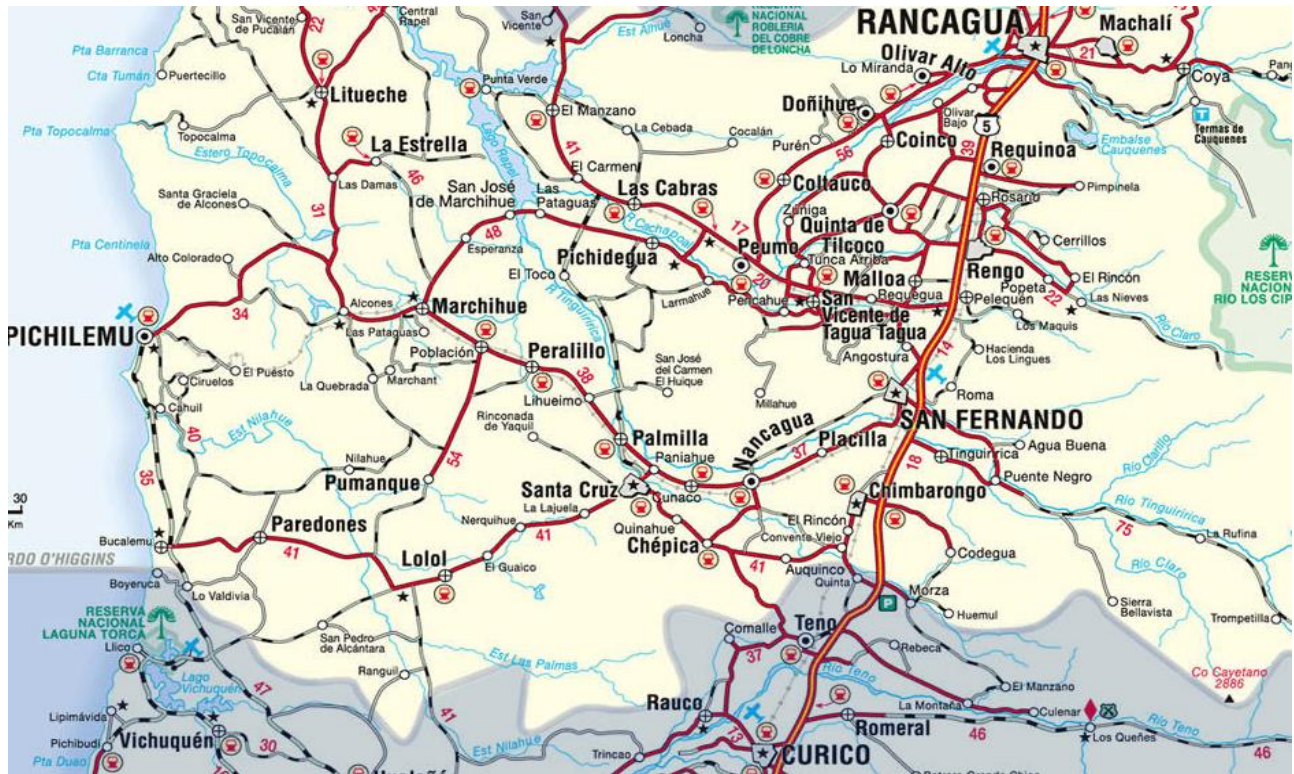 San Vicente
de Pucalán
22
Central
Rapel
San
Vicente
Est Alhué
Loncha
RESERVA
NACIONAL
ROBLERIA
DEL COBRE
DE LONCHA
RANCAGUA
Machalí
21
Coya
Pta Barranca
Cta Tumán
Puertecillo
Litueche
Punta Verde
El Manzano
Lo Miranda
Olivar Alto
Doñihue
Olivar
Bajo
5
Termas de
Cauquenes
Embalse
Cauquenes
Pta Topocalma
Topocalma
Estero Topocalma
La Estrella
46
Lago Rapel
La Cebada
Cocalán
Purén
56
Coinco
39
Requinoa
41
El Carmen
Las Damas
Santa Graciela
de Alcones
31
San José
de Marchihue
Las
Pataguas
Las Cabras
Coltauco
Pimpinela
Rosario
48
Esperanza
R Cachapoal
17
Zúñiga
Quinta de
Tilcoco
Cerrillos
Pta Centinela
Alto Colorado
Pichidegua
Peumo
Tunca Arriba
Rengo
El Rincón
Popeta
22
Las Nieves
RESERVA
NACIONAL
RIO LOS CIP
El Toco
R Tinguiririca
Larmahue
20
Malloa
Requegua
Pelequén
Pencahue
San
Vicente de
Tagua Tagua
Los Maquis
Río Claro
34
Alcones
Marchihue
Las Pataguas
PICHILEMU
Población
Peralillo
San José
del Carmen
El Huique
Angostura
14
Hacienda
Los Lingues
El Puesto
Ciruelos
La Quebrada
Marchant
38
Lihueimo
Millahue
Roma
Cahuil
40
Est Nilahue
Rinconada
de Yaquil
Palmilla
Nancagua
Placilla
37
SAN FERNANDO
Agua Buena
Río Clarillo
18
Tinguiririca
Puente Negro
35
Nilahue
54
Pumanque
Paniahue
Santa Cruz
Cunaco
Chimbarongo
Río Tinguiririca
75
La Rufina
L 30
Km
La Lajuela
Nerquihue
41
Quinahue
Chépica
El Rincón
Convento Viejo
Codegua
Bucalemu
Paredones
41
Lolol
El Guaico
41
Auquinco
Quinta
Río Claro
RDO O'HIGGINS
Boyeruca
Lo Valdivia
P
Morza
Huemul
Sierra
Bellavista
Trompetilla
RESERVA
NACIONAL
LAGUNA TORCA
San Pedro
de Alcántara
Teno
Comalle
Rebeca
Llico
Ranguil
Est Las Palmas
37
Río Teno
El Manzano
Co Cayetano
2886
Lago
Vichuquén
47
41
Rauco
La Montaña
Culenar
Lipimávida
Vichuquén
Romeral
Los Queñes
Río Teno
Pichibudi
30
Est Nilahue
13
46
46
Pta Duao
Trincao
CURICO